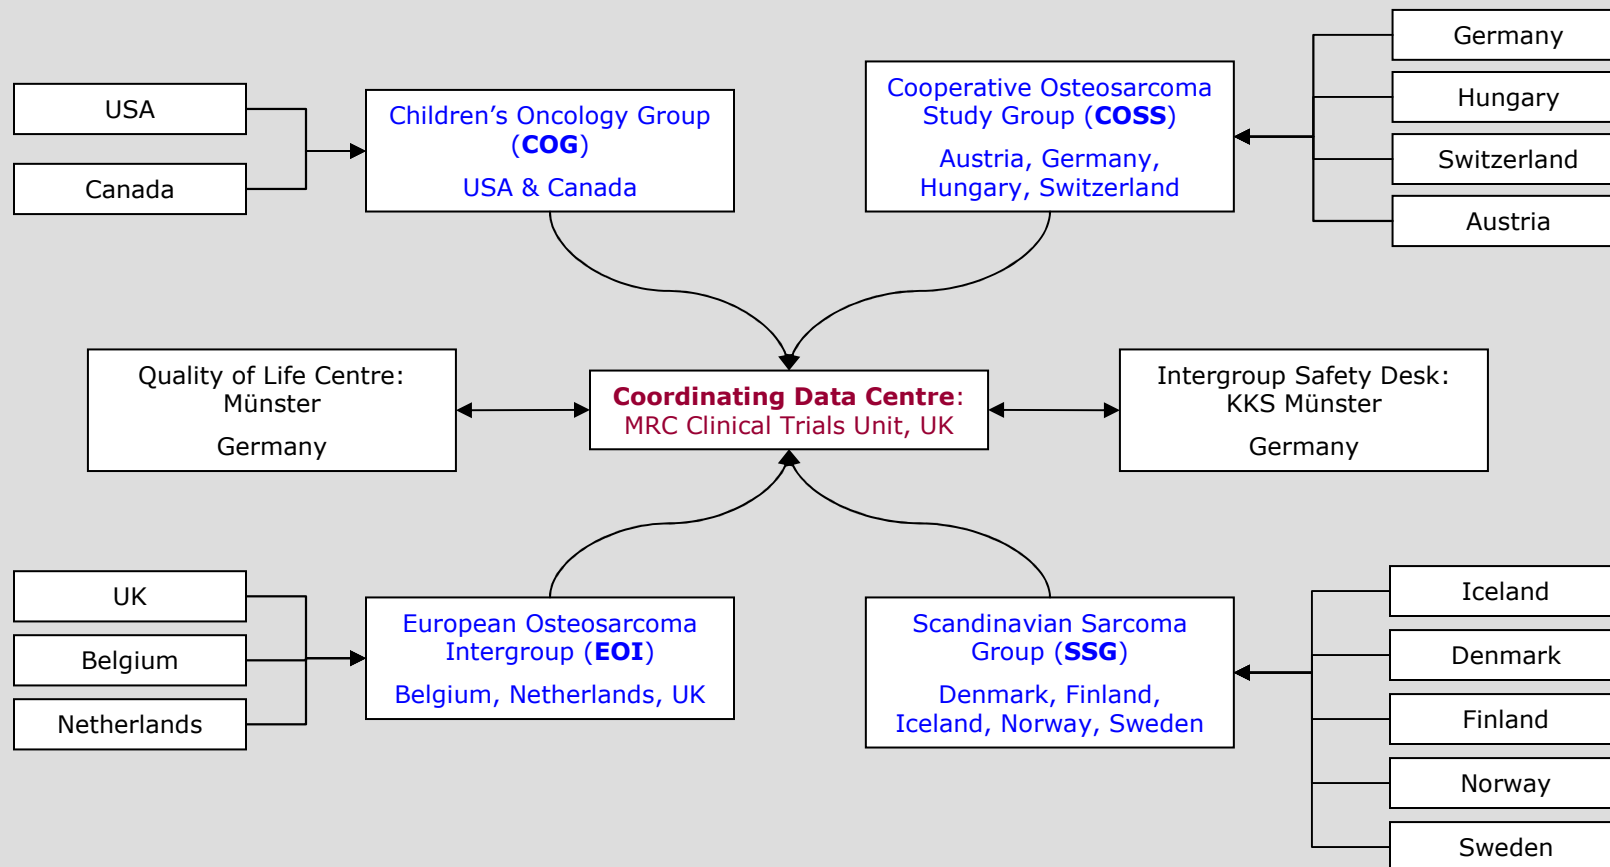 USA
Canada
Children’s Oncology Group
(COG)
USA & Canada
Cooperative Osteosarcoma
Study Group (COSS)
Austria, Germany,
Hungary, Switzerland
Germany
Hungary
Switzerland
Austria
Quality of Life Centre:
Münster
Germany
Coordinating Data Centre:
MRC Clinical Trials Unit, UK
Intergroup Safety Desk:
KKS Münster
Germany
UK
Belgium
Netherlands
European Osteosarcoma
Intergroup (EOI)
Belgium, Netherlands, UK
Scandinavian Sarcoma
Group (SSG)
Denmark, Finland,
Iceland, Norway, Sweden
Iceland
Denmark
Finland
Norway
Sweden